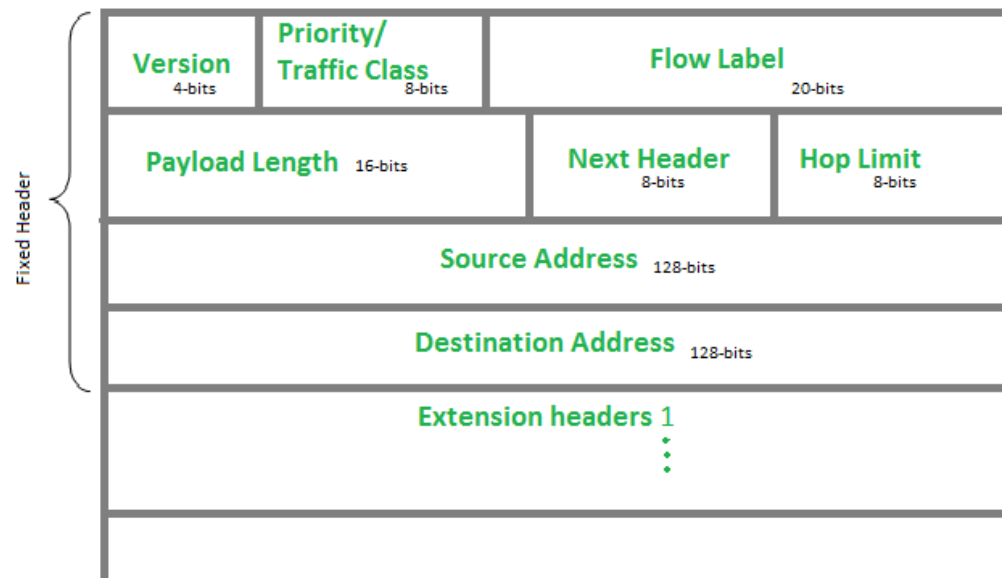 Fixed Header
Version
4-bits
Priority/
Traffic Class
8-bits
Flow Label
20-bits
Payload Length 16-bits
Next Header
8-bits
Hop Limit
8-bits
Source Address 128-bits
Destination Address 128-bits
Extension headers 1